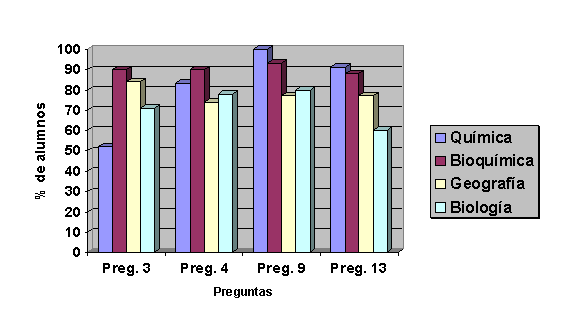 % de alumnos
100
90
80
70
60
50
40
30
20
10
0
Preg. 3
Preg. 4
Preg. 9
Preg. 13
Preguntas
Química
Bioquímica
Geografía
Biología